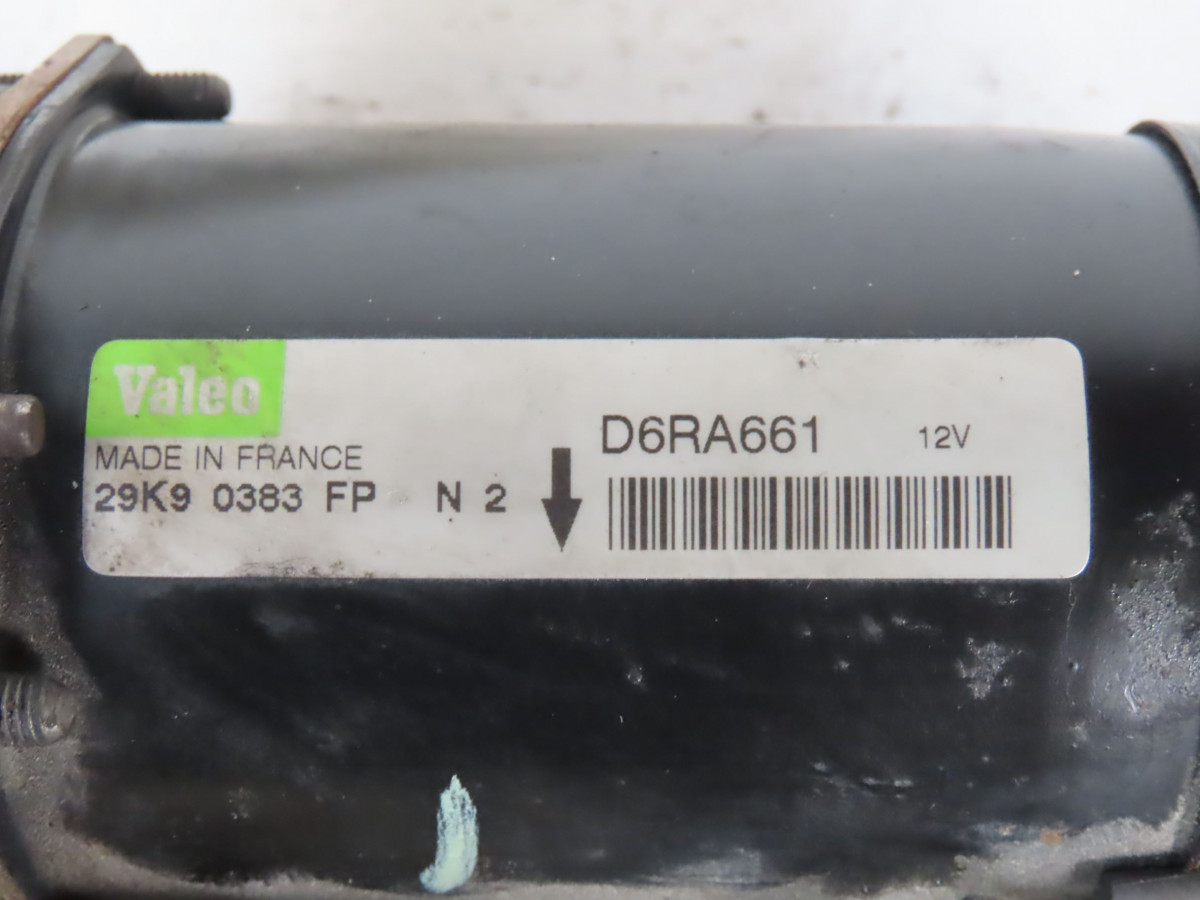 Valeo
MADE IN FRANCE
29K9 0383 FP N 2
D6RA661 12V